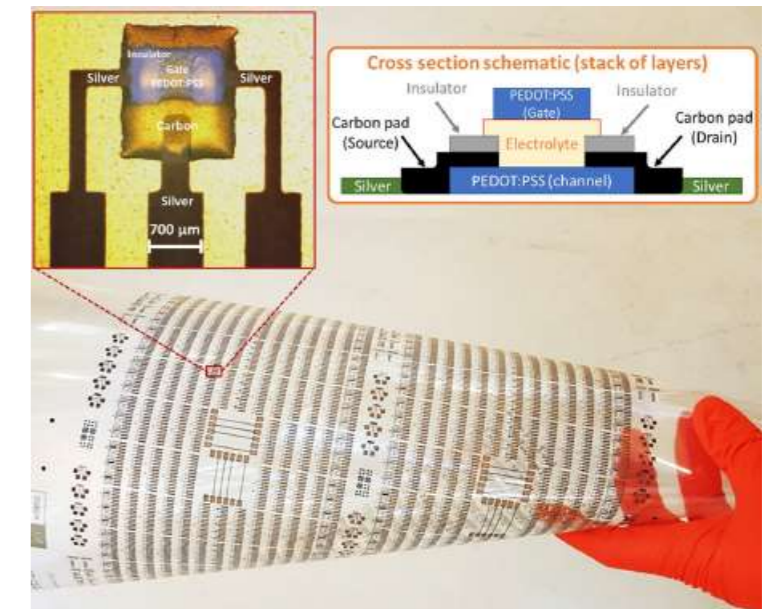 Insulator
Gate
PEDOT:PSS
Silver
Silver
Carbon
Silver
700 µm
Cross section schematic (stack of layers)
Insulator
PEDOT:PSS
(Gate)
Insulator
Carbon pad
(Source)
Electrolyte
Carbon pad
(Drain)
Silver
PEDOT:PSS (channel)
Silver